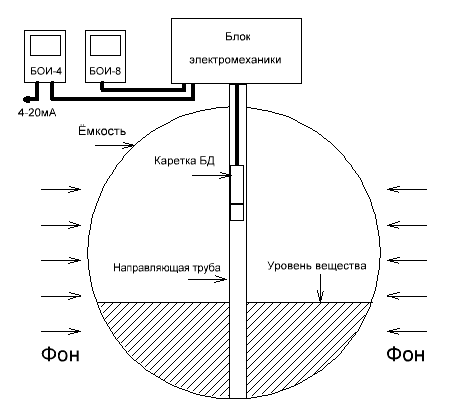 Блок
электромеханики
БОИ-4
БОИ-8
4-20мА
Ёмкость
Каретка БД
Направляющая труба
Уровень вещества
Фон
Фон